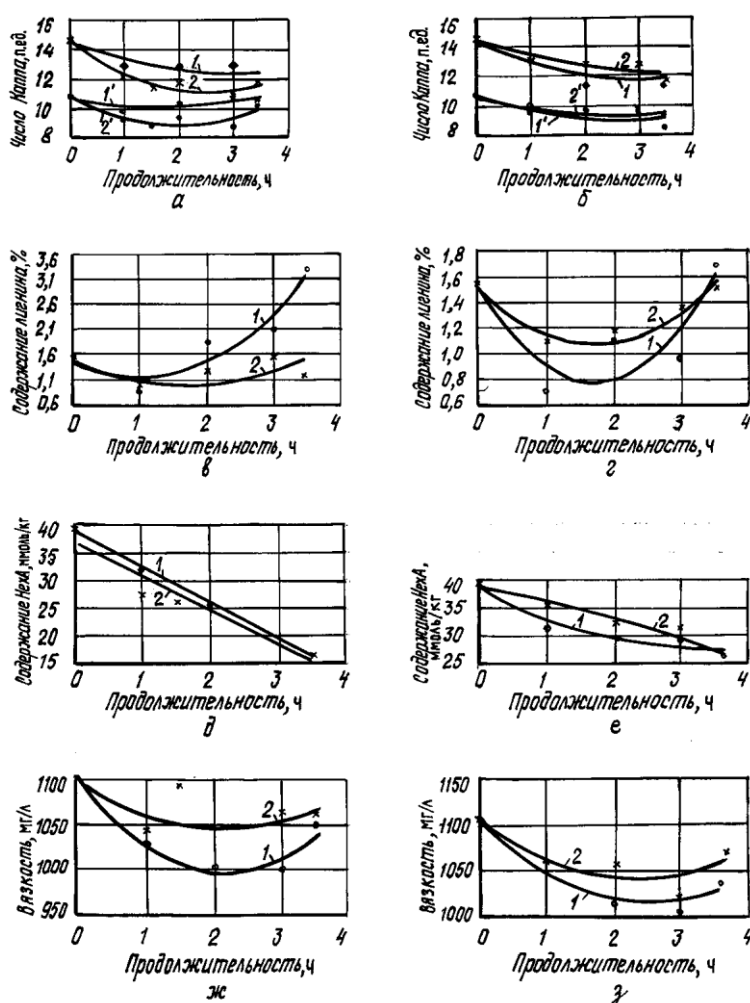 Число Каппа, п.ед.
16
14
12
10
8
1
2
1'
2'
0 1 2 3 4
Продолжительность, ч
а
Число Каппа, п.ед.
16
14
12
10
8
2
1
2'
1'
0 1 2 3 4
Продолжительность, ч
б
Содержание лигнина, %
3,6
3,1
2,6
2,1
1,6
1,1
0,6
1
2
0 1 2 3 4
Продолжительность, ч
в
Содержание лигнина, %
1,8
1,6
1,4
1,2
1,0
0,8
0,6
2
1
0 1 2 3 4
Продолжительность, ч
г
Содержание HexA, ммоль/кг
40
35
30
25
20
15
1
2
0 1 2 3 4
Продолжительность, ч
д
Содержание HexA,
ммоль/кг
40
35
30
25
1
2
0 1 2 3 4
Продолжительность, ч
е
Вязкость, мг/л
1100
1050
1000
950
2
1
0 1 2 3 4
Продолжительность, ч
ж
Вязкость, мг/л
1150
1100
1050
1000
2
1
0 1 2 3 4
Продолжительность, ч
з